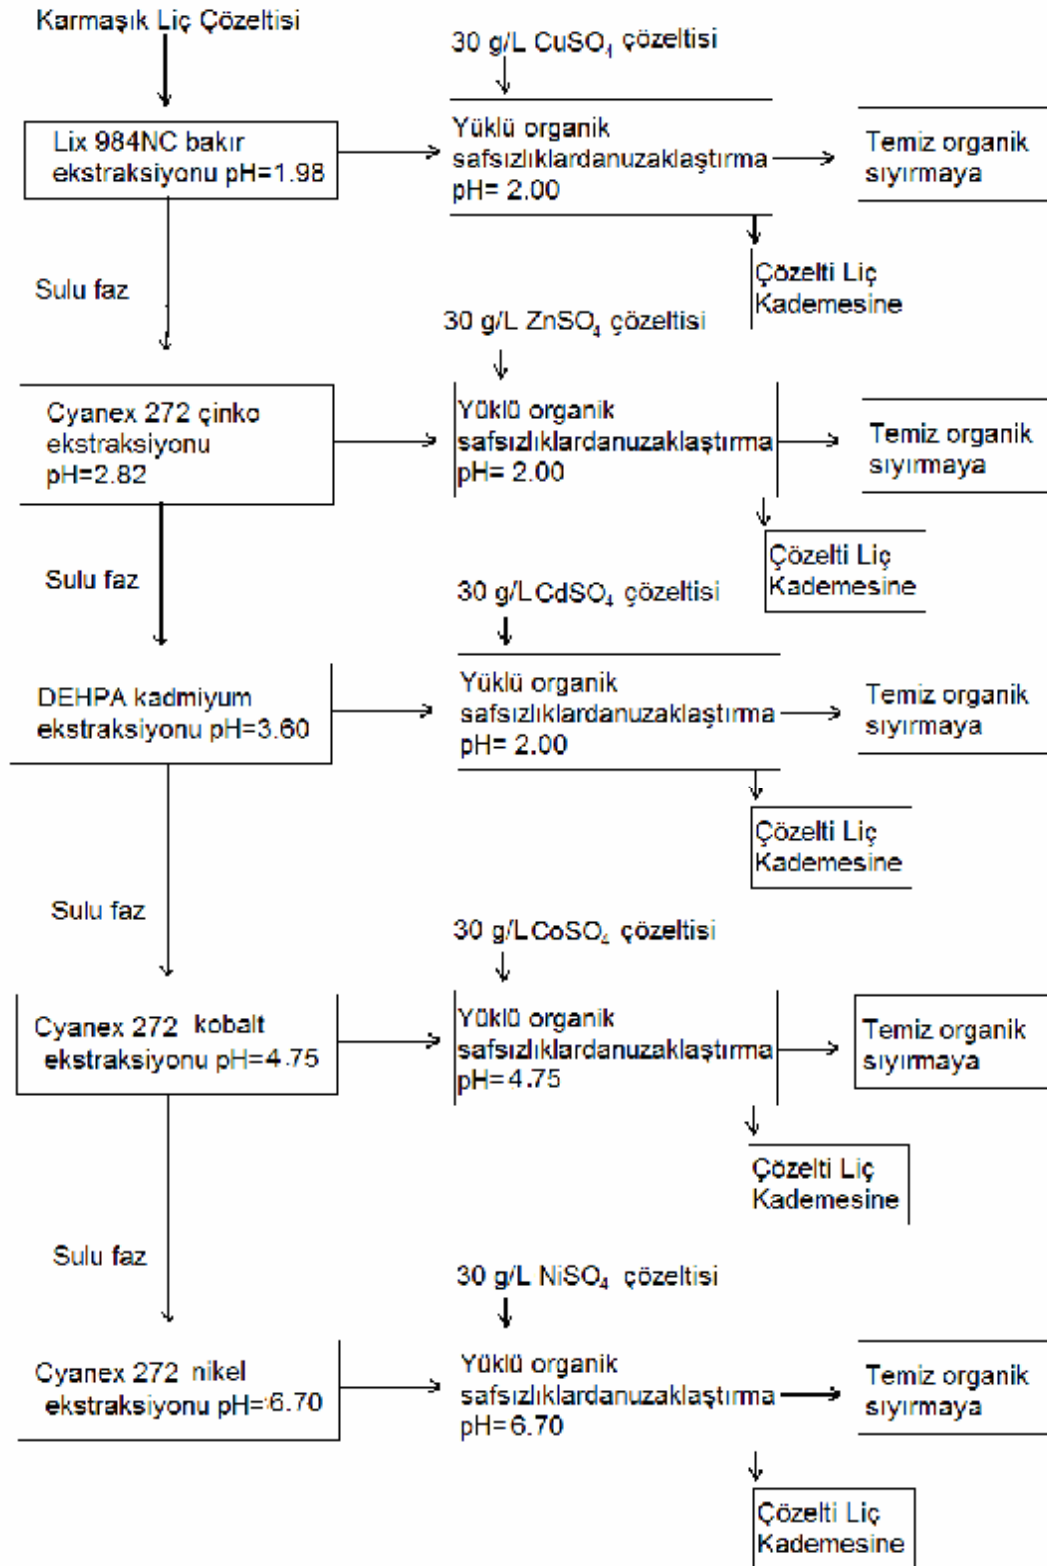 Karmaşık Liç Çözeltisi
30 g/L CuSO₄ çözeltisi
Lix 984NC bakır
ekstraksiyonu pH=1.98
Yüklü organik
safsızlıklardanuzaklaştırma
pH= 2.00
Temiz organik
sıyırmaya
Sulu faz
Çözelti Liç
Kademesine
30 g/L ZnSO₄ çözeltisi
Cyanex 272 çinko
ekstraksiyonu
pH=2.82
Yüklü organik
safsızlıklardanuzaklaştırma
pH= 2.00
Temiz organik
sıyırmaya
Sulu faz
Çözelti Liç
Kademesine
30 g/L CdSO₄ çözeltisi
DEHPA kadmiyum
ekstraksiyonu pH=3.60
Yüklü organik
safsızlıklardanuzaklaştırma
pH= 2.00
Temiz organik
sıyırmaya
Sulu faz
Çözelti Liç
Kademesine
30 g/L CoSO₄ çözeltisi
Cyanex 272 kobalt
ekstraksiyonu pH=4.75
Yüklü organik
safsızlıklardanuzaklaştırma
pH=4.75
Temiz organik
sıyırmaya
Sulu faz
Çözelti Liç
Kademesine
30 g/L NiSO₄ çözeltisi
Cyanex 272 nikel
ekstraksiyonu pH=6.70
Yüklü organik
safsızlıklardanuzaklaştırma
pH=6.70
Temiz organik
sıyırmaya
Çözelti Liç
Kademesine